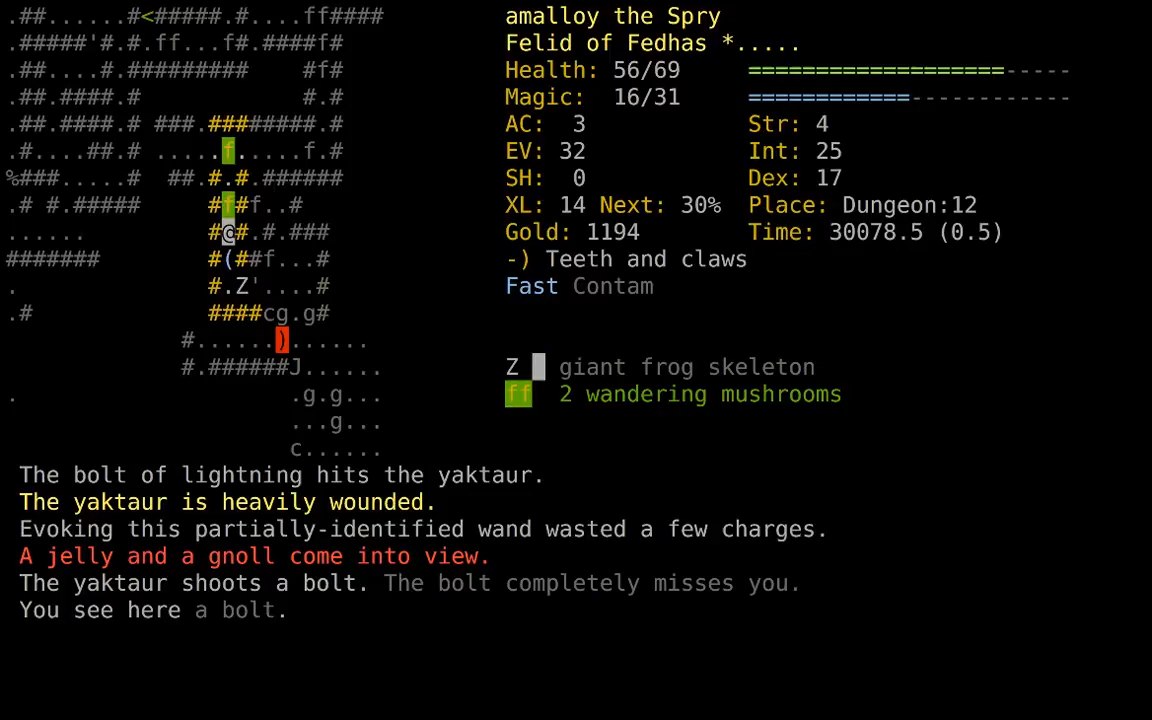 .##......#<#####.#....ff#### amalloy the Spry
.#####'#.#.ff...f#.####f# Felid of Fedhas *.....
.##....#.######### #f# Health: 56/69 ===================-----
.##.####.# #.# Magic: 16/31 ============------------
.##.####.# ###.########.# AC: 3 Str: 4
.#....##.# .....f.....f.# EV: 32 Int: 25
%###.....# ##.#.#.###### SH: 0 Dex: 17
.# #.##### #f#f..# XL: 14 Next: 30% Place: Dungeon:12
...... #@#.#.### Gold: 1194 Time: 30078.5 (0.5)
####### #(##f...# -) Teeth and claws
. #.Z'....# Fast Contam
.# ####cg.g#
#......)......
#.######J...... Z giant frog skeleton
. .g.g... ff 2 wandering mushrooms
...g...
c......
The bolt of lightning hits the yaktaur.
The yaktaur is heavily wounded.
Evoking this partially-identified wand wasted a few charges.
A jelly and a gnoll come into view.
The yaktaur shoots a bolt. The bolt completely misses you.
You see here a bolt.